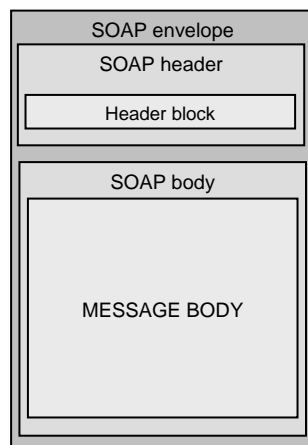 SOAP envelope
SOAP header
Header block
SOAP body
MESSAGE BODY